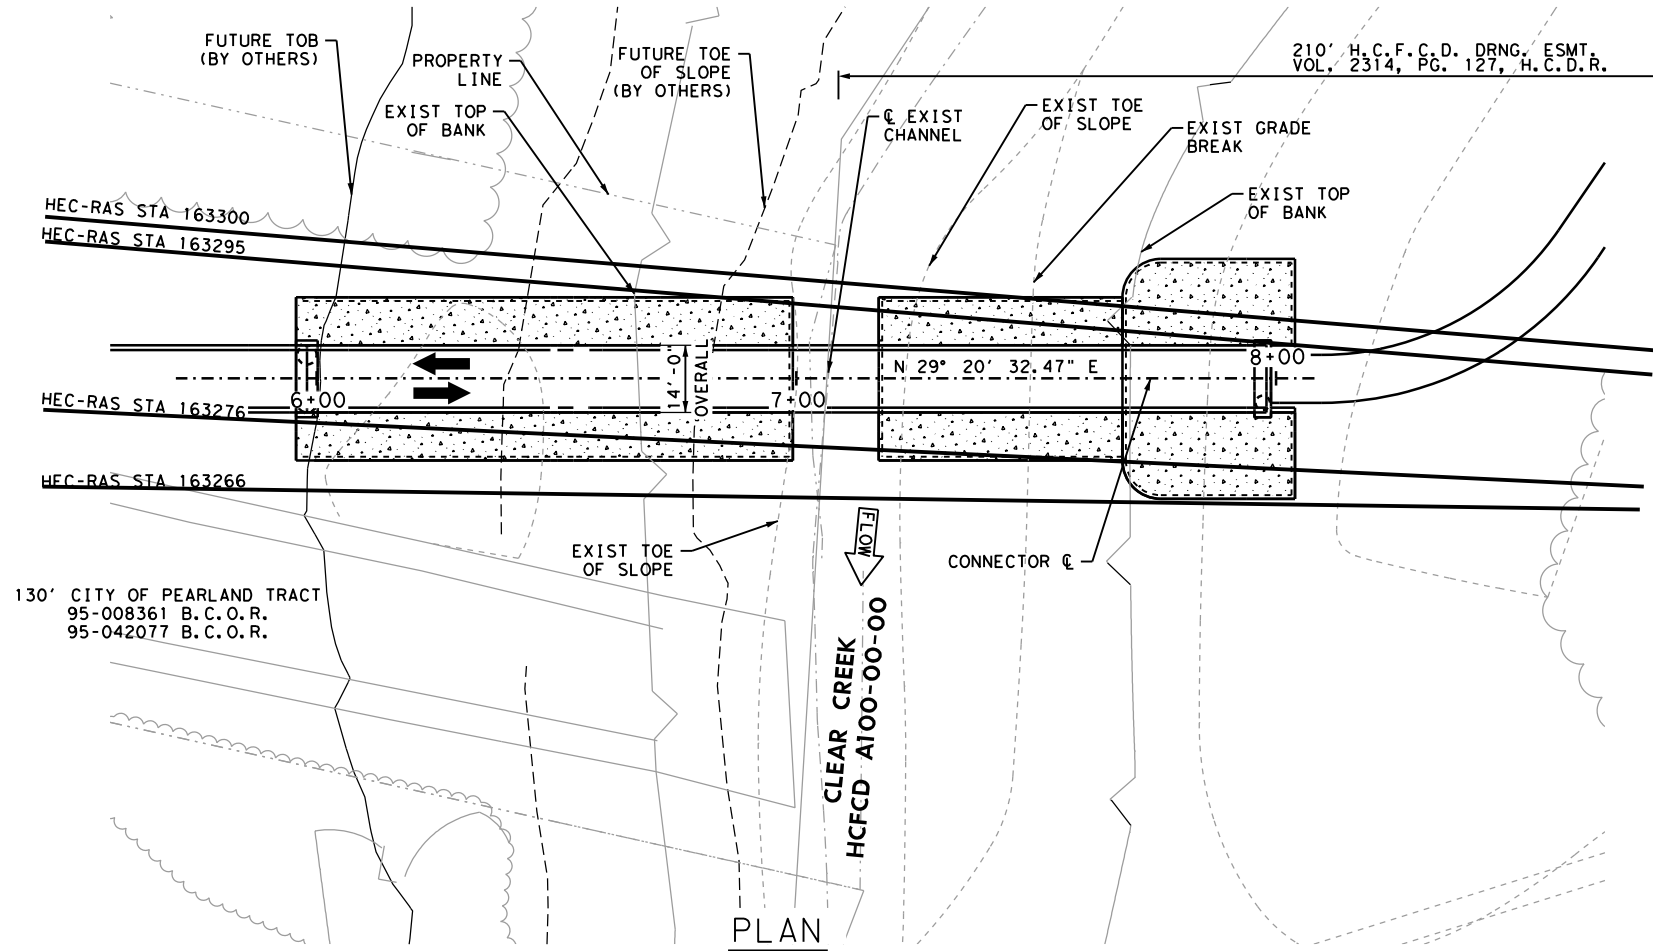 FUTURE TOB
(BY OTHERS)
PROPERTY
LINE
EXIST TOP
OF BANK
FUTURE TOE
OF SLOPE
(BY OTHERS)
210' H.C.F.C.D. DRNG. ESMT.
VOL. 2314, PG. 127, H.C.D.R.
℄ EXIST
CHANNEL
EXIST TOE
OF SLOPE
EXIST GRADE
BREAK
EXIST TOP
OF BANK
HEC-RAS STA 163300
HEC-RAS STA 163295
HEC-RAS STA 163276
HEC-RAS STA 163266
6+00
14'-0
OVERALL
7+00
N 29° 20' 32.47" E
8+00
EXIST TOE
OF SLOPE
FLOW
CONNECTOR ℄
130' CITY OF PEARLAND TRACT
95-008361 B.C.O.R.
95-042077 B.C.O.R.
CLEAR CREEK
HCFCD A100-00-00
PLAN